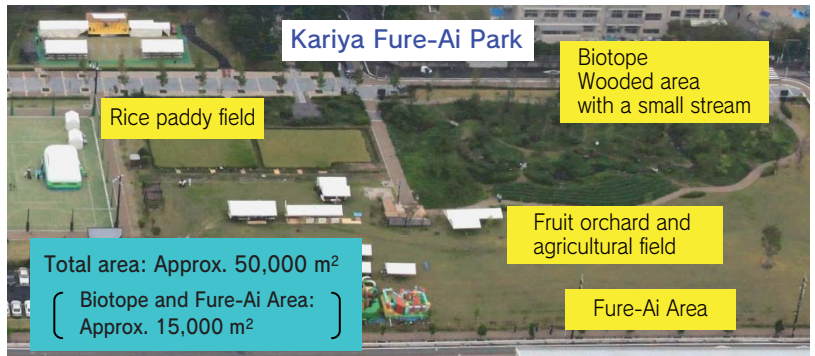 Kariya Fure-Ai Park
Biotope
Wooded area
with a small stream
Rice paddy field
Fruit orchard and
agricultural field
Total area: Approx. 50,000 m²
Biotope and Fure-Ai Area:
Approx. 15,000 m²
Fure-Ai Area